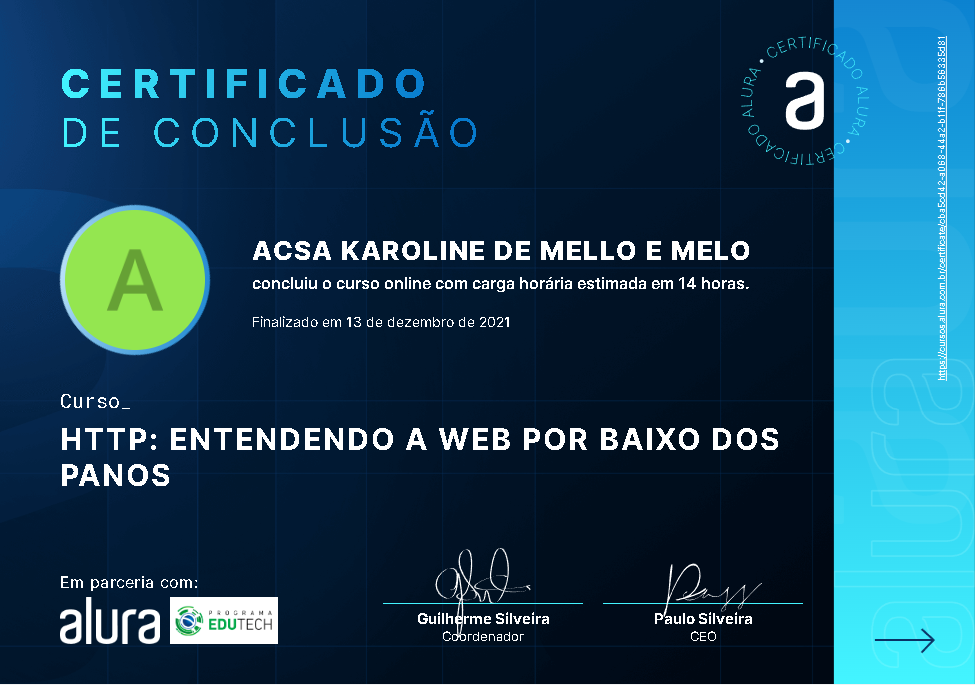 CERTIFICADO
DE CONCLUSÃO
CERTIFICADO ALURA • CERTIFICADO ALURA •
a
A
ACSA KAROLINE DE MELLO E MELO
concluiu o curso online com carga horária estimada em 14 horas.
Finalizado em 13 de dezembro de 2021
Curso_
HTTP: ENTENDENDO A WEB POR BAIXO DOS
PANOS
Em parceria com:
alura
PROGRAMA
EDUTECH
Guilherme Silveira
Coordenador
Paulo Silveira
CEO
https://cursos.alura.com.br/certificate/cba5cd42-a068-44a2-b11f-786b56335d81
alura